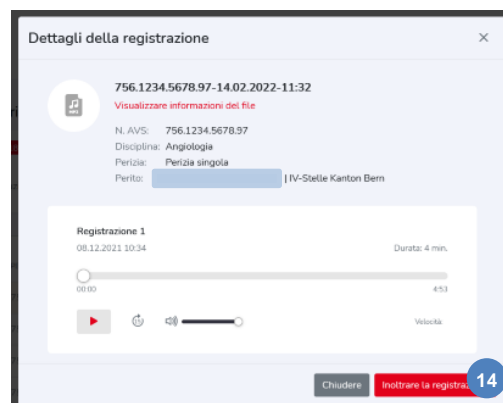 Dettagli della registrazione
756.1234.5678.97-14.02.2022-11:32
Visualizzare informazioni del file
N. AVS: 756.1234.5678.97
Disciplina: Angiologia
Perizia: Perizia singola
Perito: | IV-Stelle Kanton Bern
Registrazione 1
08.12.2021 10:34 Durata: 4 min.
00:00 4:53
15
Velocità
Chiudere Inoltrare la registraz 14